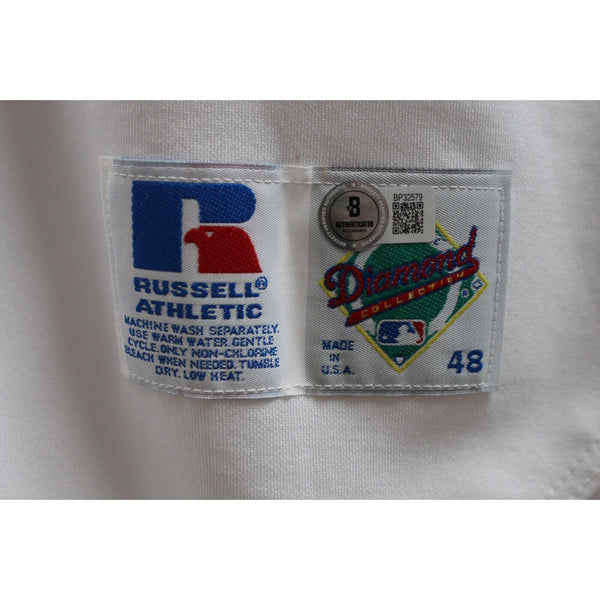 R
RUSSELL®
ATHLETIC
MACHINE WASH SEPARATELY.
USE WARM WATER. GENTLE
CYCLE. ONLY NON-CHLORINE
BLEACH WHEN NEEDED. TUMBLE
DRY. LOW HEAT.
B
AUTHENTICATED
BP32579
Diamond
COLLECTION
MADE
IN
U.S.A.
48